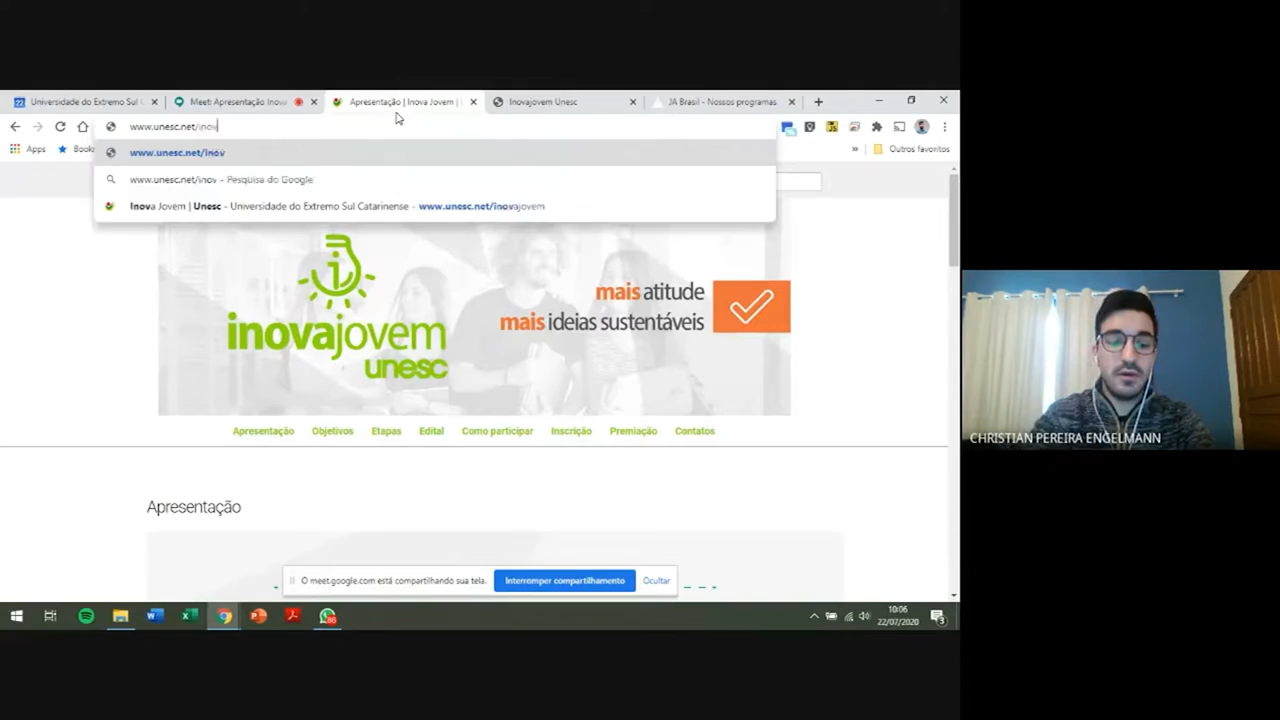 Universidade do Extremo Sul
Meet: Apresentação Inova
Apresentação | Inova Jovem |
Inovajovem Unesc
JA Brasil - Nossos programas
www.unesc.net/inov
Apps
Outros favoritos
www.unesc.net/inov
www.unesc.net/inov - Pesquisa do Google
Inova Jovem | Unesc - Universidade do Extremo Sul Catarinense - www.unesc.net/inovajovem
inovajovem
unesc
mais atitude
mais ideias sustentáveis
Apresentação Objetivos Etapas Edital Como participar Inscrição Premiação Contatos
Apresentação
O meet.google.com está compartilhando sua tela.
Interromper compartilhamento
Ocultar
10:06
22/07/2020
CHRISTIAN PEREIRA ENGELMANN